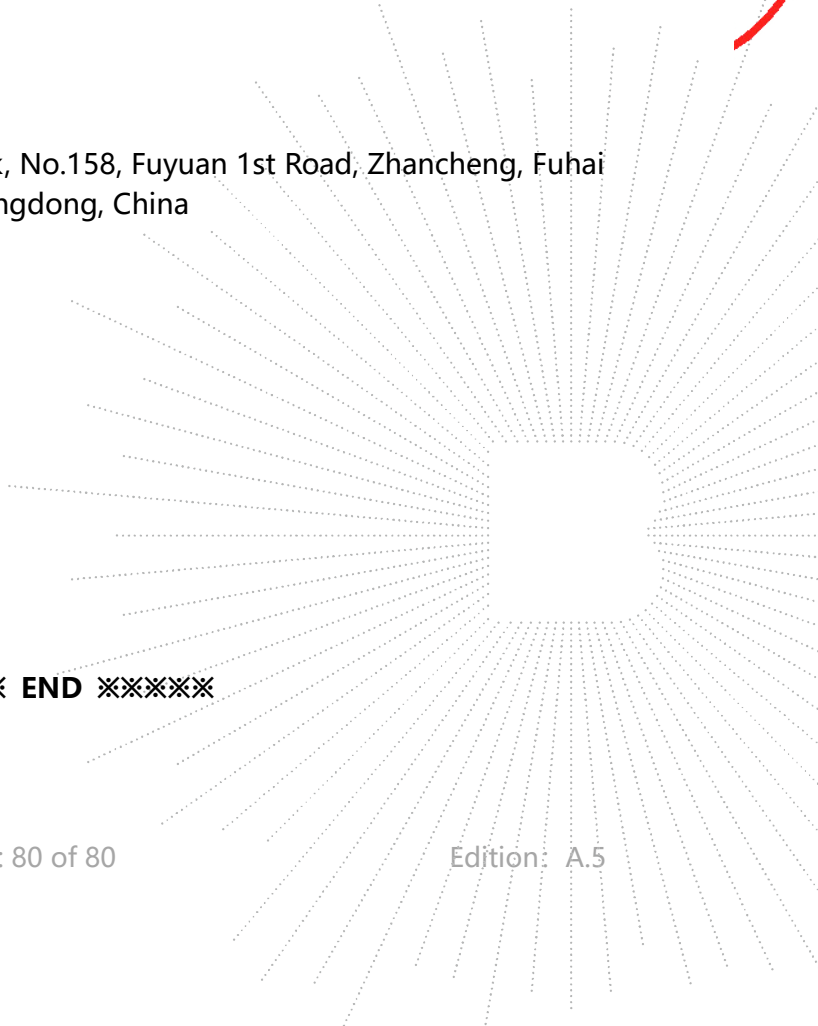 , No.158, Fuyuan 1st Road, Zhancheng, Fuhai
ngdong, China
※ END ※※※※※
: 80 of 80 Edition: A.5